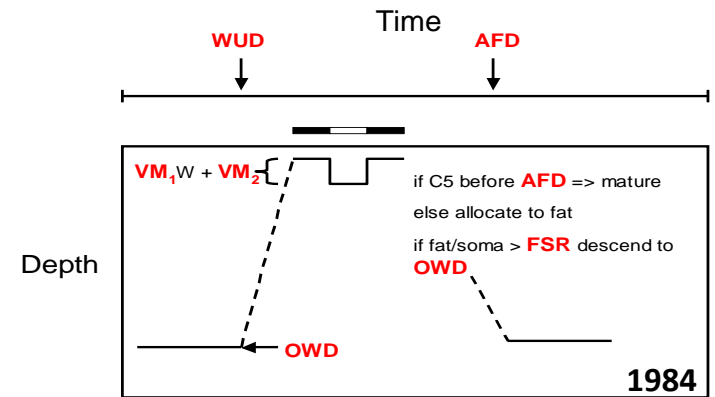 Time
WUD
AFD
VM₁W + VM₂
if C5 before AFD => mature
else allocate to fat
if fat/soma > FSR descend to
OWD
Depth
OWD
1984